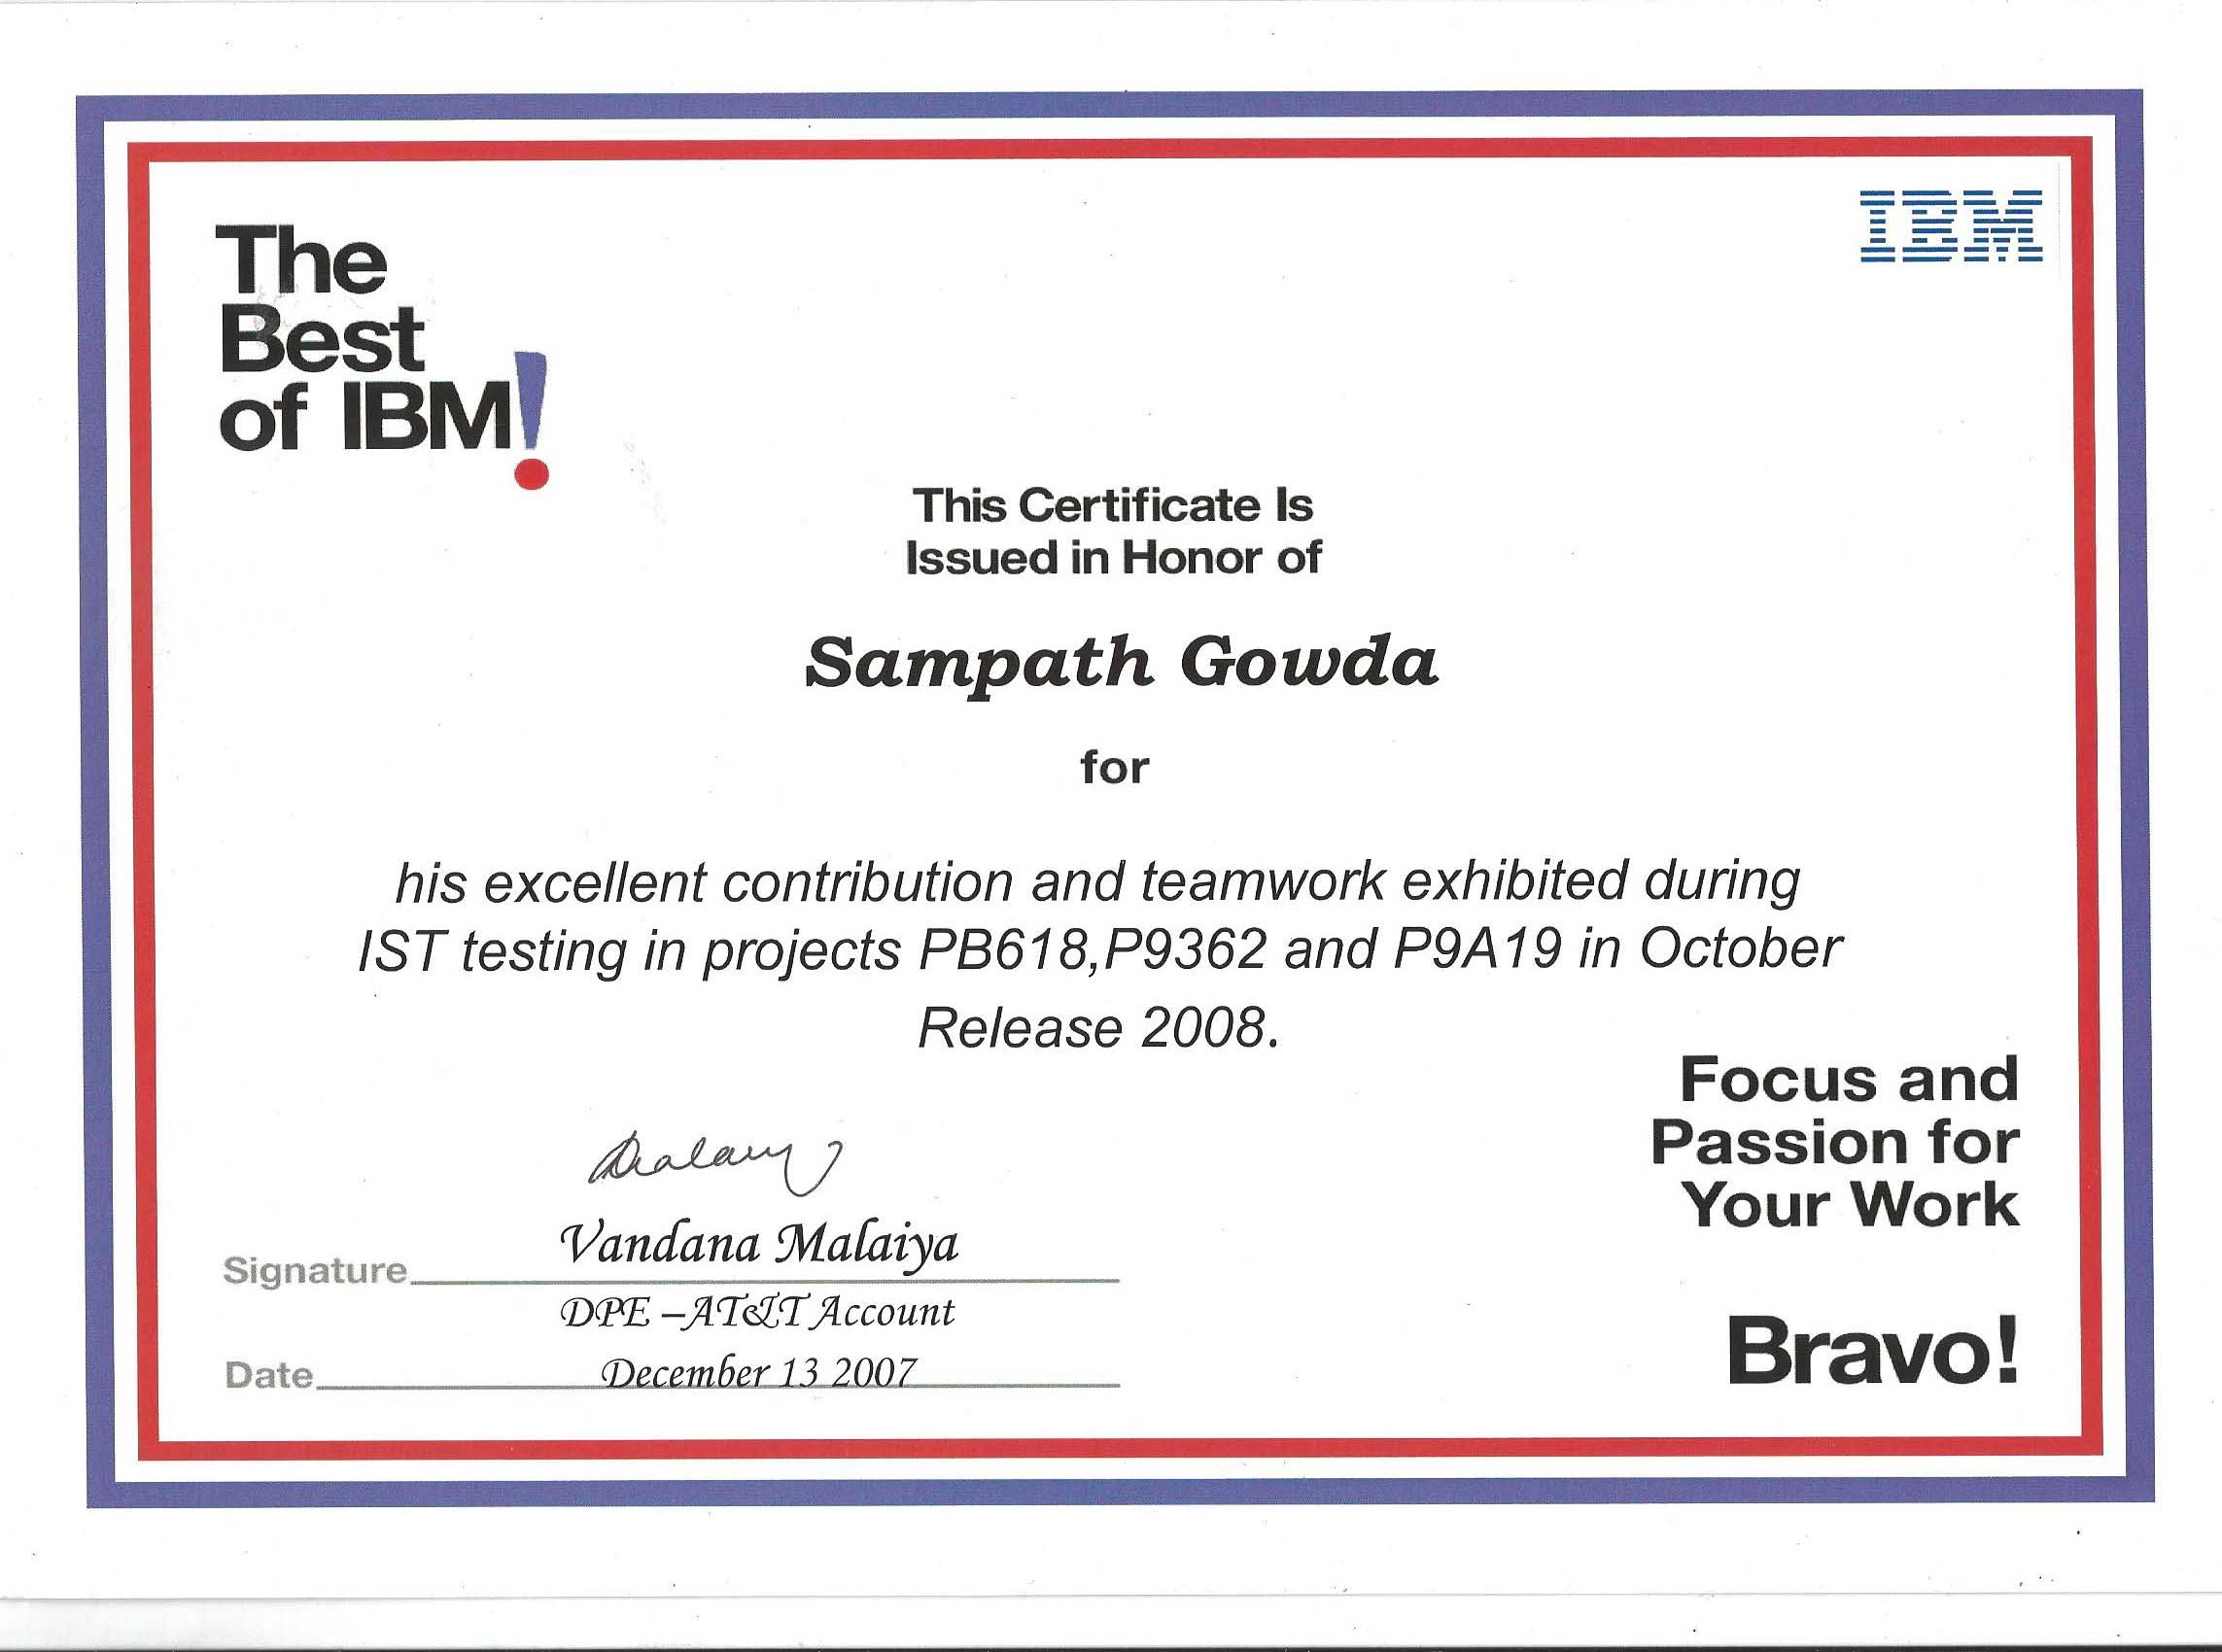 IBM
The
Best
of IBM!
This Certificate Is
Issued in Honor of
Sampath Gowda
for
his excellent contribution and teamwork exhibited during
IST testing in projects PB618,P9362 and P9A19 in October
Release 2008.
Focus and
Passion for
Your Work
Vandana Malaiya
Signature
DPE –AT&T Account
Date December 13 2007
Bravo!